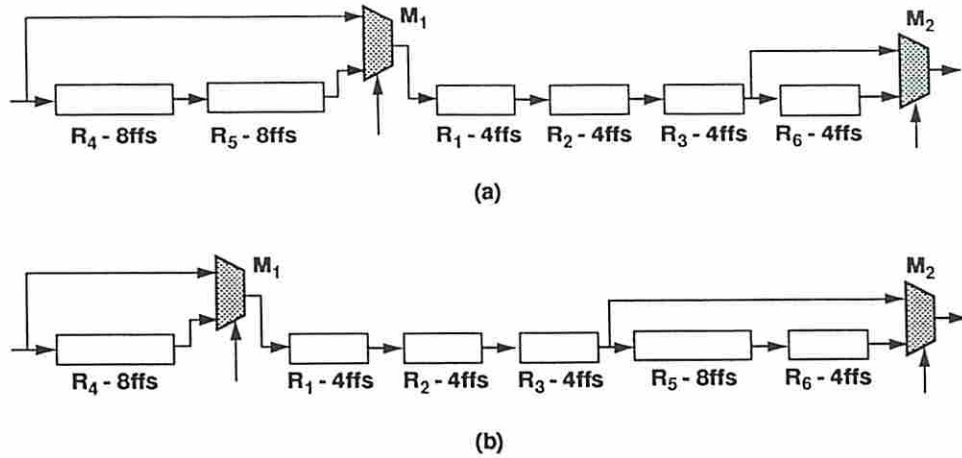 M₁
M₂
R₄ - 8ffs R₅ - 8ffs R₁ - 4ffs R₂ - 4ffs R₃ - 4ffs R₆ - 4ffs
(a)
M₁ M₂
R₄ - 8ffs R₁ - 4ffs R₂ - 4ffs R₃ - 4ffs R₅ - 8ffs R₆ - 4ffs
(b)